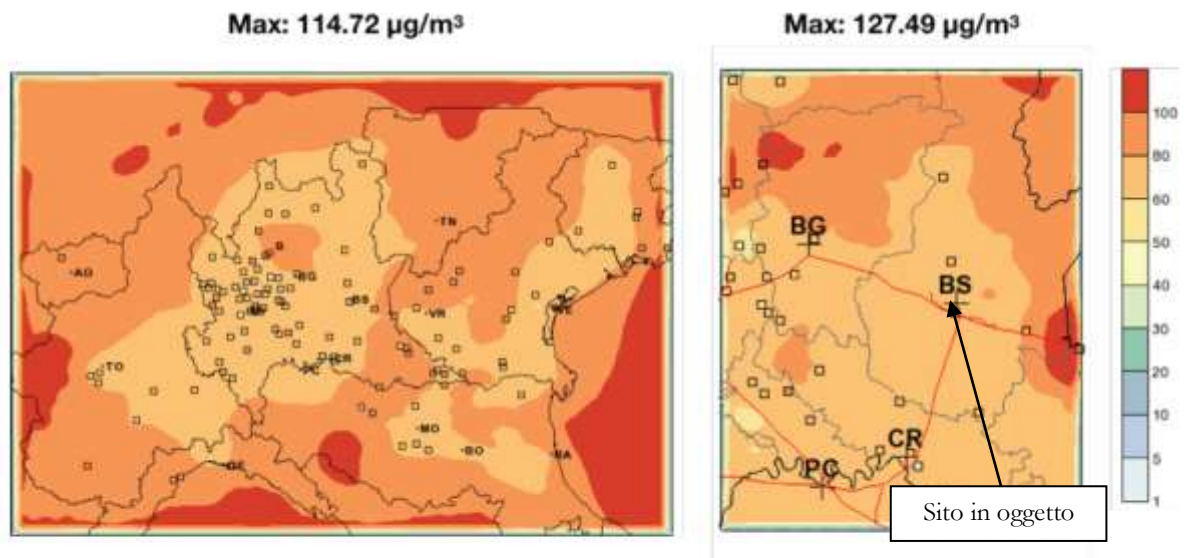 Max: 114.72 µg/m³
Max: 127.49 µg/m³
100
80
60
50
40
30
20
10
5
1
-AO
-TN
BG
BS
-VR
VE
-TO
CR
PC
-MO
-BO
GE
RA
BG
BS
CR
PC
Sito in oggetto